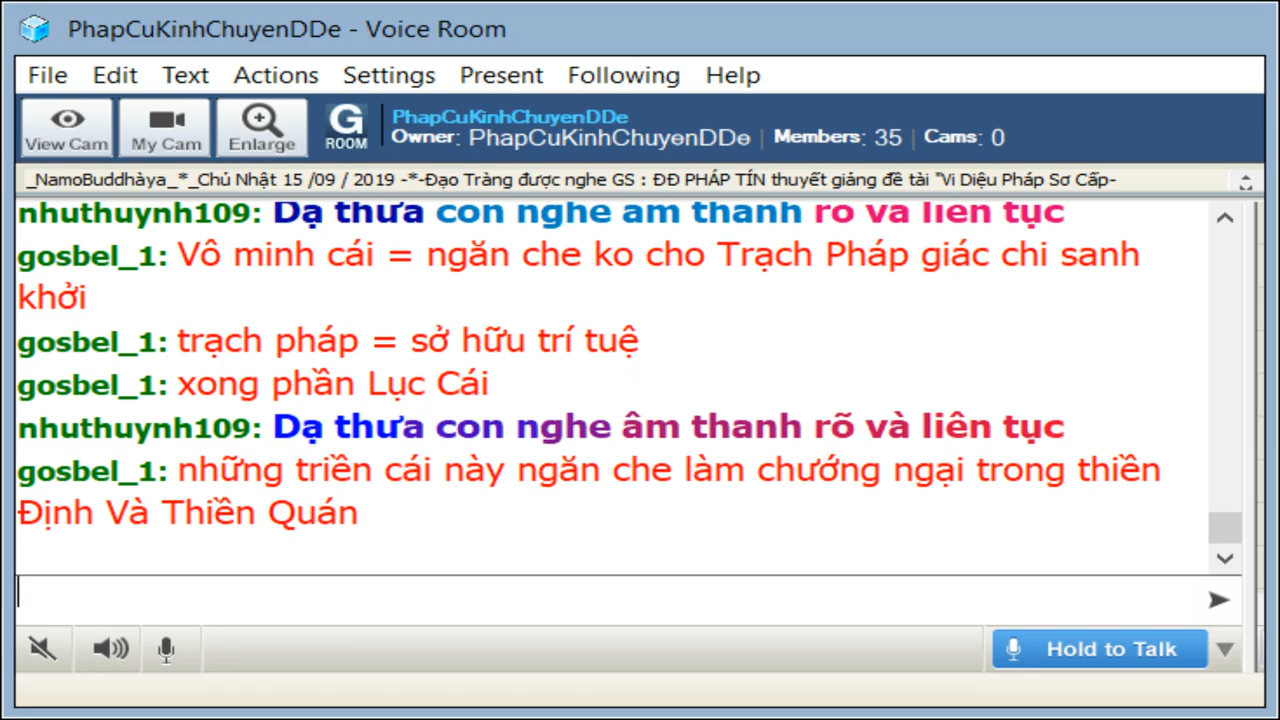 PhapCuKinhChuyenDDe - Voice Room
File Edit Text Actions Settings Present Following Help
View Cam My Cam Enlarge G ROOM PhapCuKinhChuyenDDe
Owner: PhapCuKinhChuyenDDe | Members: 35 | Cams: 0
_NamoBuddhàya_*_Chủ Nhật 15 /09 / 2019 -*-Đạo Tràng được nghe GS : ĐĐ PHÁP TÍN thuyết giảng đề tài "Vi Diệu Pháp Sơ Cấp-
nhuthuynh109: Dạ thưa con nghe âm thanh rõ và liên tục
gosbel_1: Vô minh cái = ngăn che ko cho Trạch Pháp giác chi sanh
khởi
gosbel_1: trạch pháp = sở hữu trí tuệ
gosbel_1: xong phần Lục Cái
nhuthuynh109: Dạ thưa con nghe âm thanh rõ và liên tục
gosbel_1: những triền cái này ngăn che làm chướng ngại trong thiền
Định Và Thiền Quán
Hold to Talk